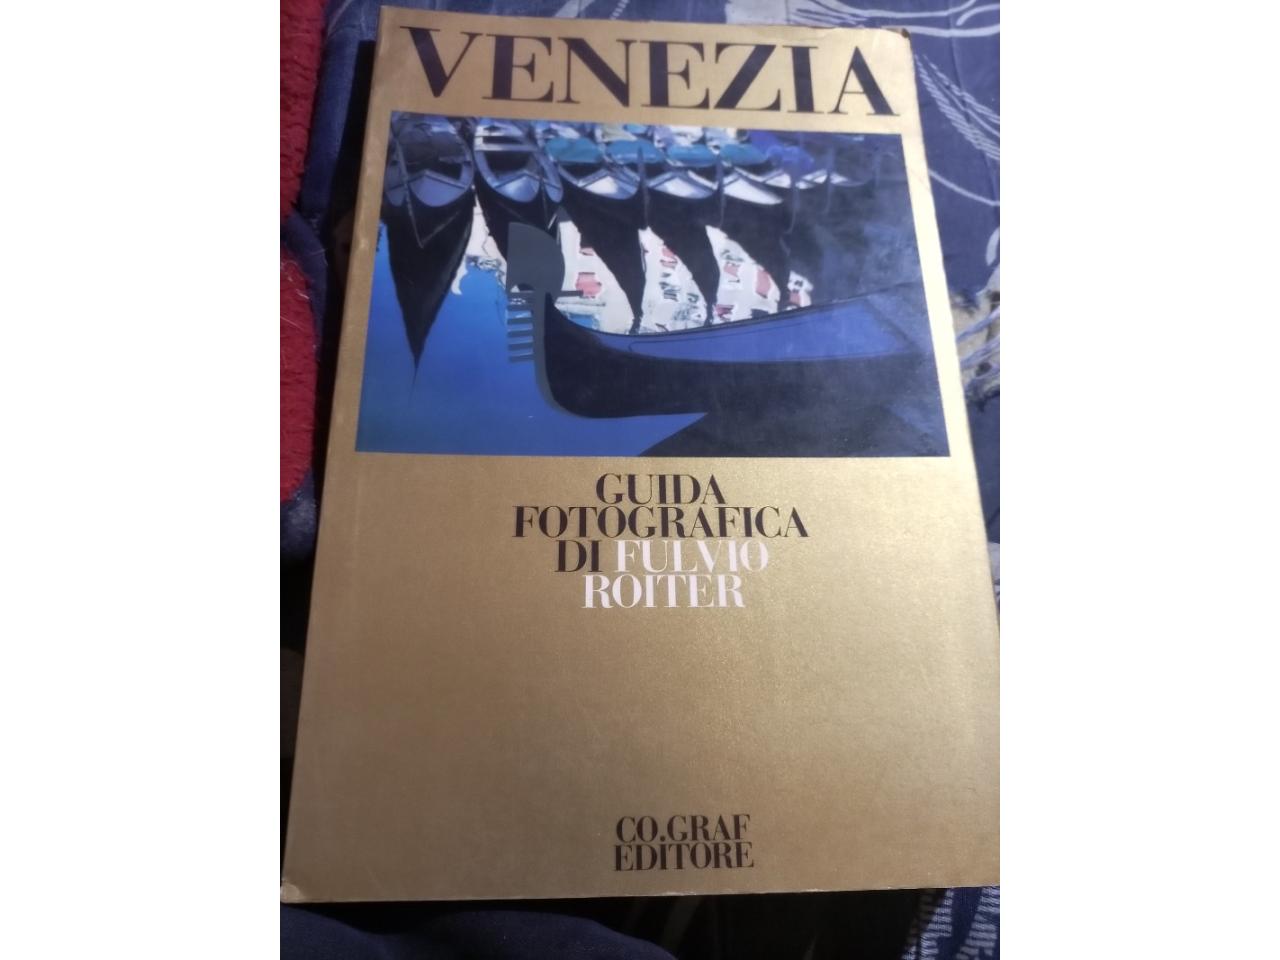 VENEZIA
GUIDA
FOTOGRAFICA
DI FULVIO
ROITER
CO.GRAF
EDITORE